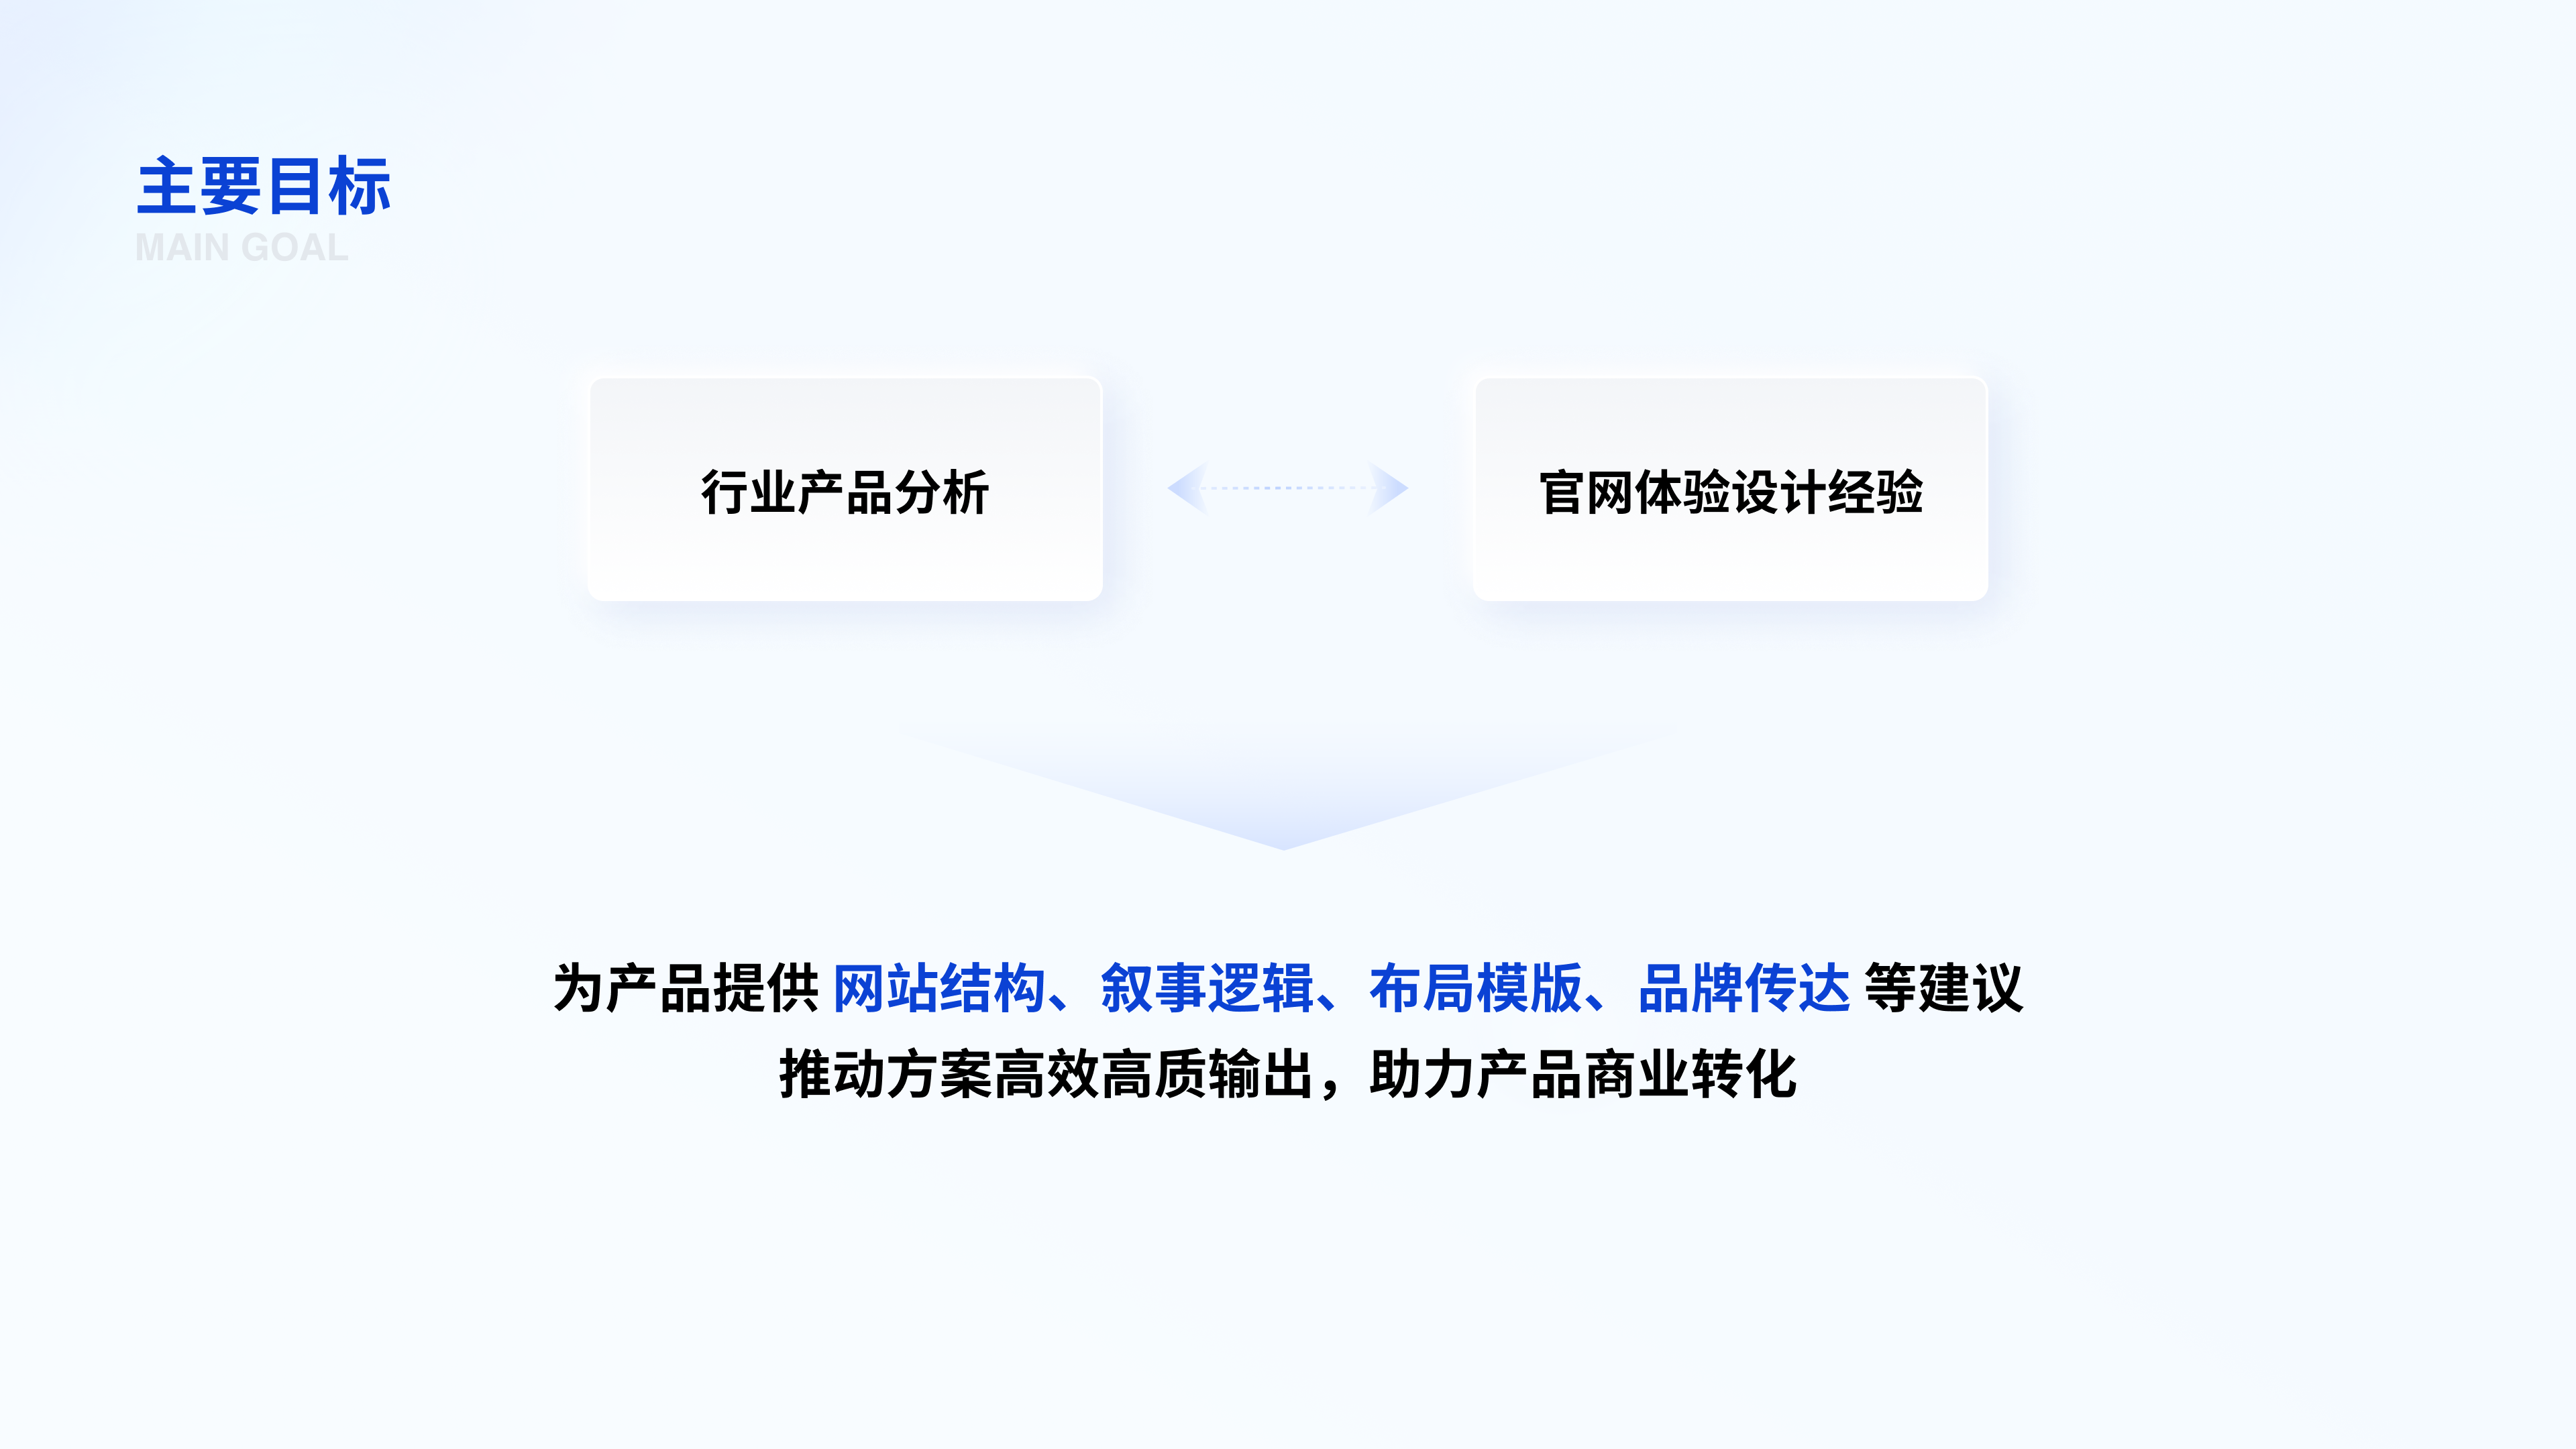 主要目标
MAIN GOAL
行业产品分析
官网体验设计经验
为产品提供 网站结构、叙事逻辑、布局模版、品牌传达 等建议
推动方案高效高质输出，助力产品商业转化